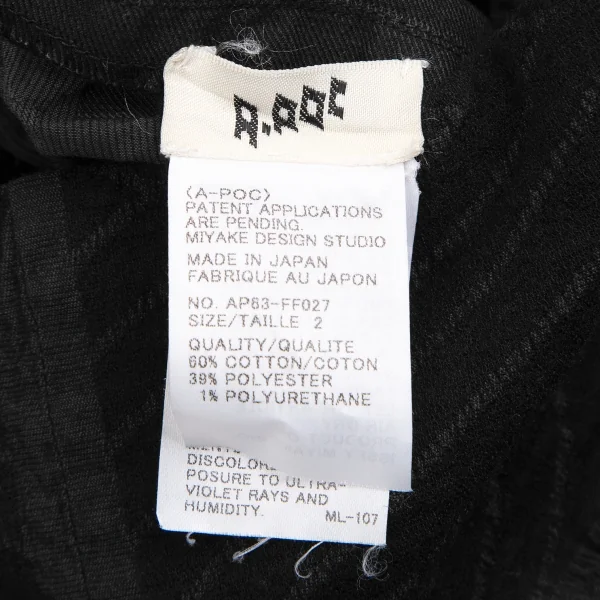 A-POC
(A-POC)
PATENT APPLICATIONS
ARE PENDING.
MIYAKE DESIGN STUDIO
MADE IN JAPAN
FABRIQUE AU JAPON
NO. AP63-FF027
SIZE/TAILLE 2
QUALITY/QUALITE
60% COTTON/COTON
39% POLYESTER
1% POLYURETHANE
DISCOLOR
POSURE TO ULTRA-
VIOLET RAYS AND
HUMIDITY. ML-107